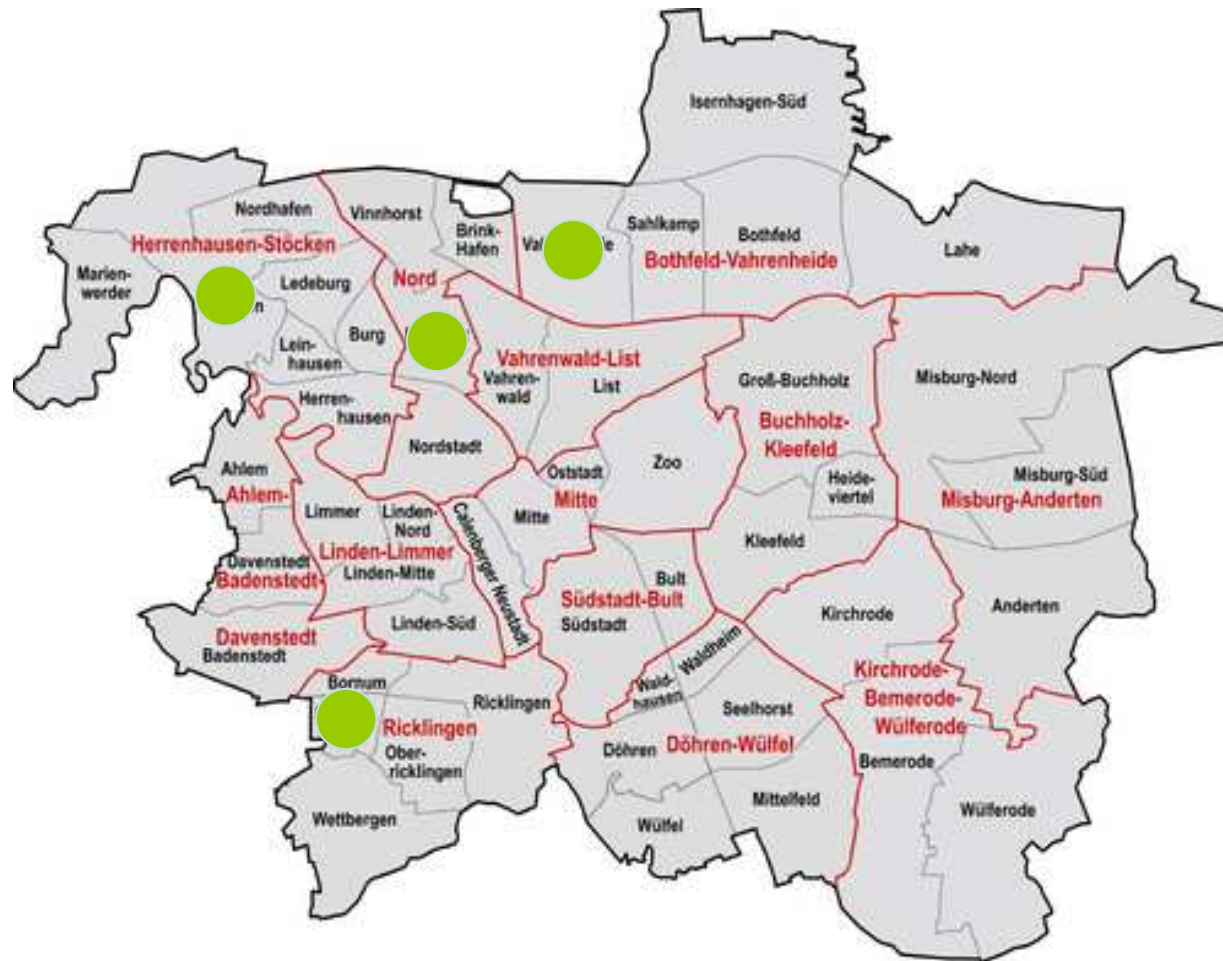 Isernhagen-Süd
Nordhafen
Vinnhorst
Brink-
Hafen
Sahlkamp
Bothfeld
Lahe
Herrenhausen-Stöcken
Bothfeld-Vahrenheide
Marien-
werder
Ledeburg
Nord
Burg
Lein-
hausen
Vahrenwald-List
Vahren-
wald
List
Groß-Buchholz
Misburg-Nord
Herren-
hausen
Buchholz-
Kleefeld
Nordstadt
Zoo
Oststadt
Ahlem
Ahlem-
Mitte
Mitte
Heide-
viertel
Misburg-Süd
Misburg-Anderten
Limmer
Linden-
Nord
Calenberger Neustadt
Kleefeld
Linden-Limmer
Linden-Mitte
Davenstedt
Badenstedt-
Bult
Südstadt-Bult
Südstadt
Kirchrode
Anderten
Linden-Süd
Davenstedt
Badenstedt
Waldheim
Wald-
hausen
Kirchrode-
Bemerode-
Wülferode
Bornum
Ricklingen
Ricklingen
Seelhorst
Döhren
Döhren-Wülfel
Ober-
ricklingen
Bemerode
Mittelfeld
Wettbergen
Wülfel
Wülferode